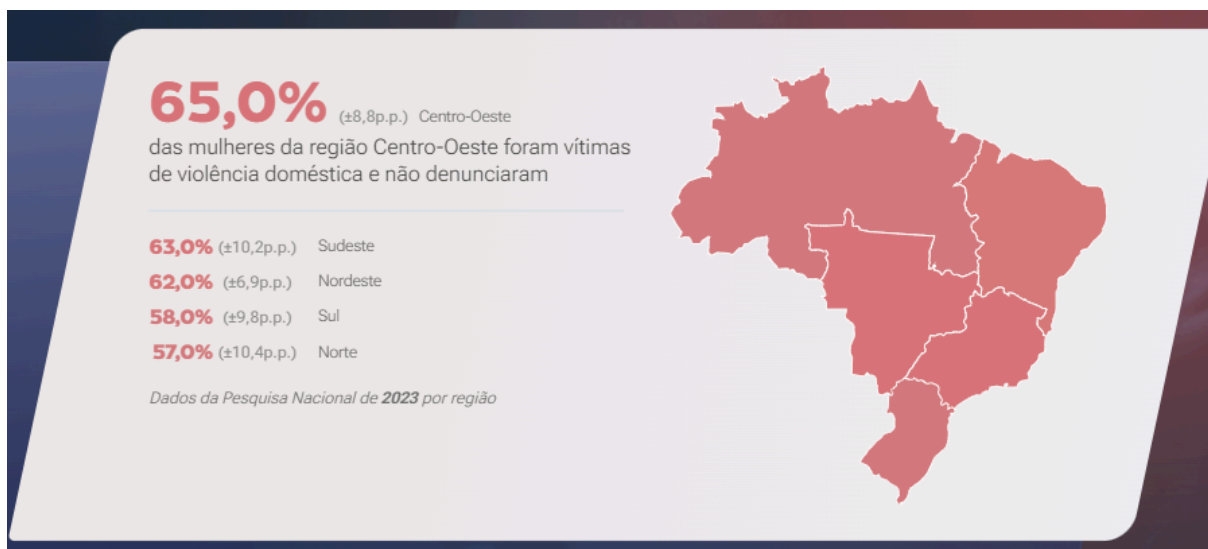 65,0% (±8,8p.p.) Centro-Oeste
das mulheres da região Centro-Oeste foram vítimas
de violência doméstica e não denunciaram
63,0% (±10,2p.p.) Sudeste
62,0% (±6,9p.p.) Nordeste
58,0% (±9,8p.p.) Sul
57,0% (±10,4p.p.) Norte
Dados da Pesquisa Nacional de 2023 por região